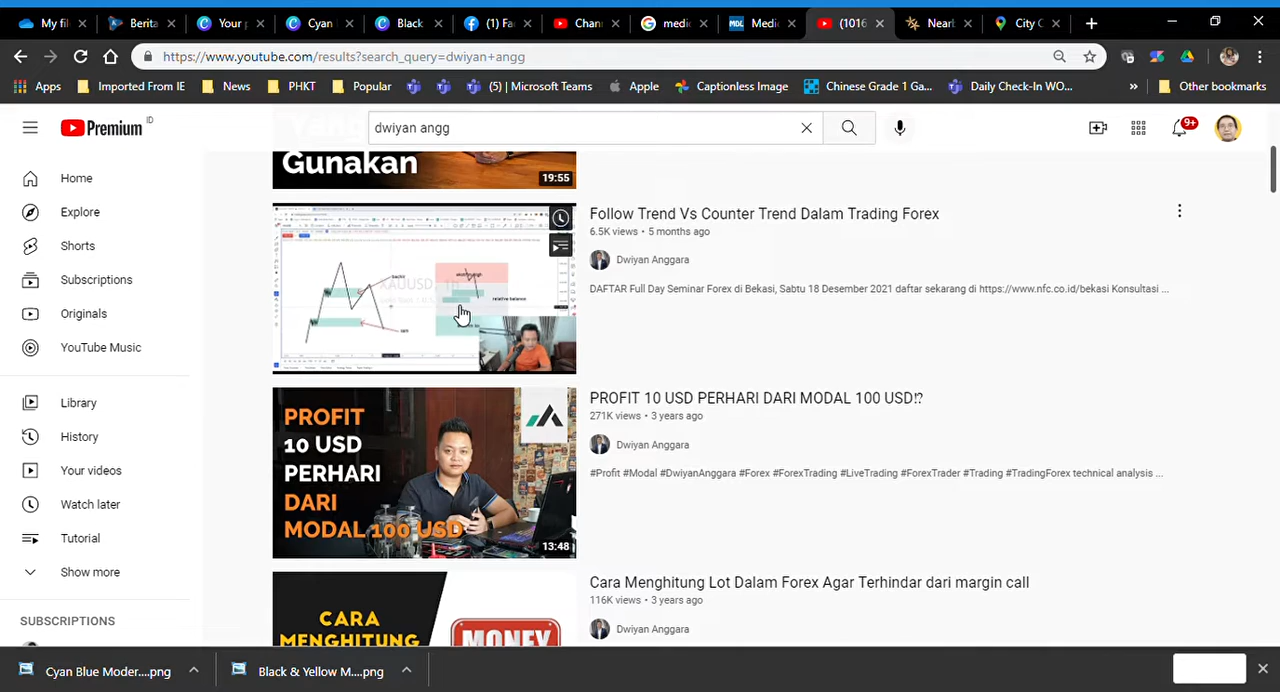 My fil
Berita
Your p
Cyan
Black
(1) Fa
Chan
medi
MDL Medi
(1016
Nearb
City C
https://www.youtube.com/results?search_query=dwiyan+angg
Apps
Imported From IE
News
PHKT
Popular
(5) | Microsoft Teams
Apple
Captionless Image
Chinese Grade 1 Ga...
Daily Check-In WO...
»
Other bookmarks
Premium ID
dwiyan angg
9+
Home
Explore
Shorts
Subscriptions
Originals
YouTube Music
Library
History
Your videos
Watch later
Tutorial
Show more
SUBSCRIPTIONS
Gunakan
19:55
XAUUSD, 1h
relative balance
Follow Trend Vs Counter Trend Dalam Trading Forex
6.5K views • 5 months ago
Dwiyan Anggara
DAFTAR Full Day Seminar Forex di Bekasi, Sabtu 18 Desember 2021 daftar sekarang di https://www.nfc.co.id/bekasi Konsultasi ...
PROFIT
10 USD
PERHARI
DARI
MODAL 100 USD
13:48
PROFIT 10 USD PERHARI DARI MODAL 100 USD!?
271K views • 3 years ago
Dwiyan Anggara
#Profit #Modal #DwiyanAnggara #Forex #ForexTrading #LiveTrading #ForexTrader #Trading #TradingForex technical analysis ...
CARA
MENGHITUNG
MONEY
Cara Menghitung Lot Dalam Forex Agar Terhindar dari margin call
116K views • 3 years ago
Dwiyan Anggara
Cyan Blue Moder....png
Black & Yellow M....png